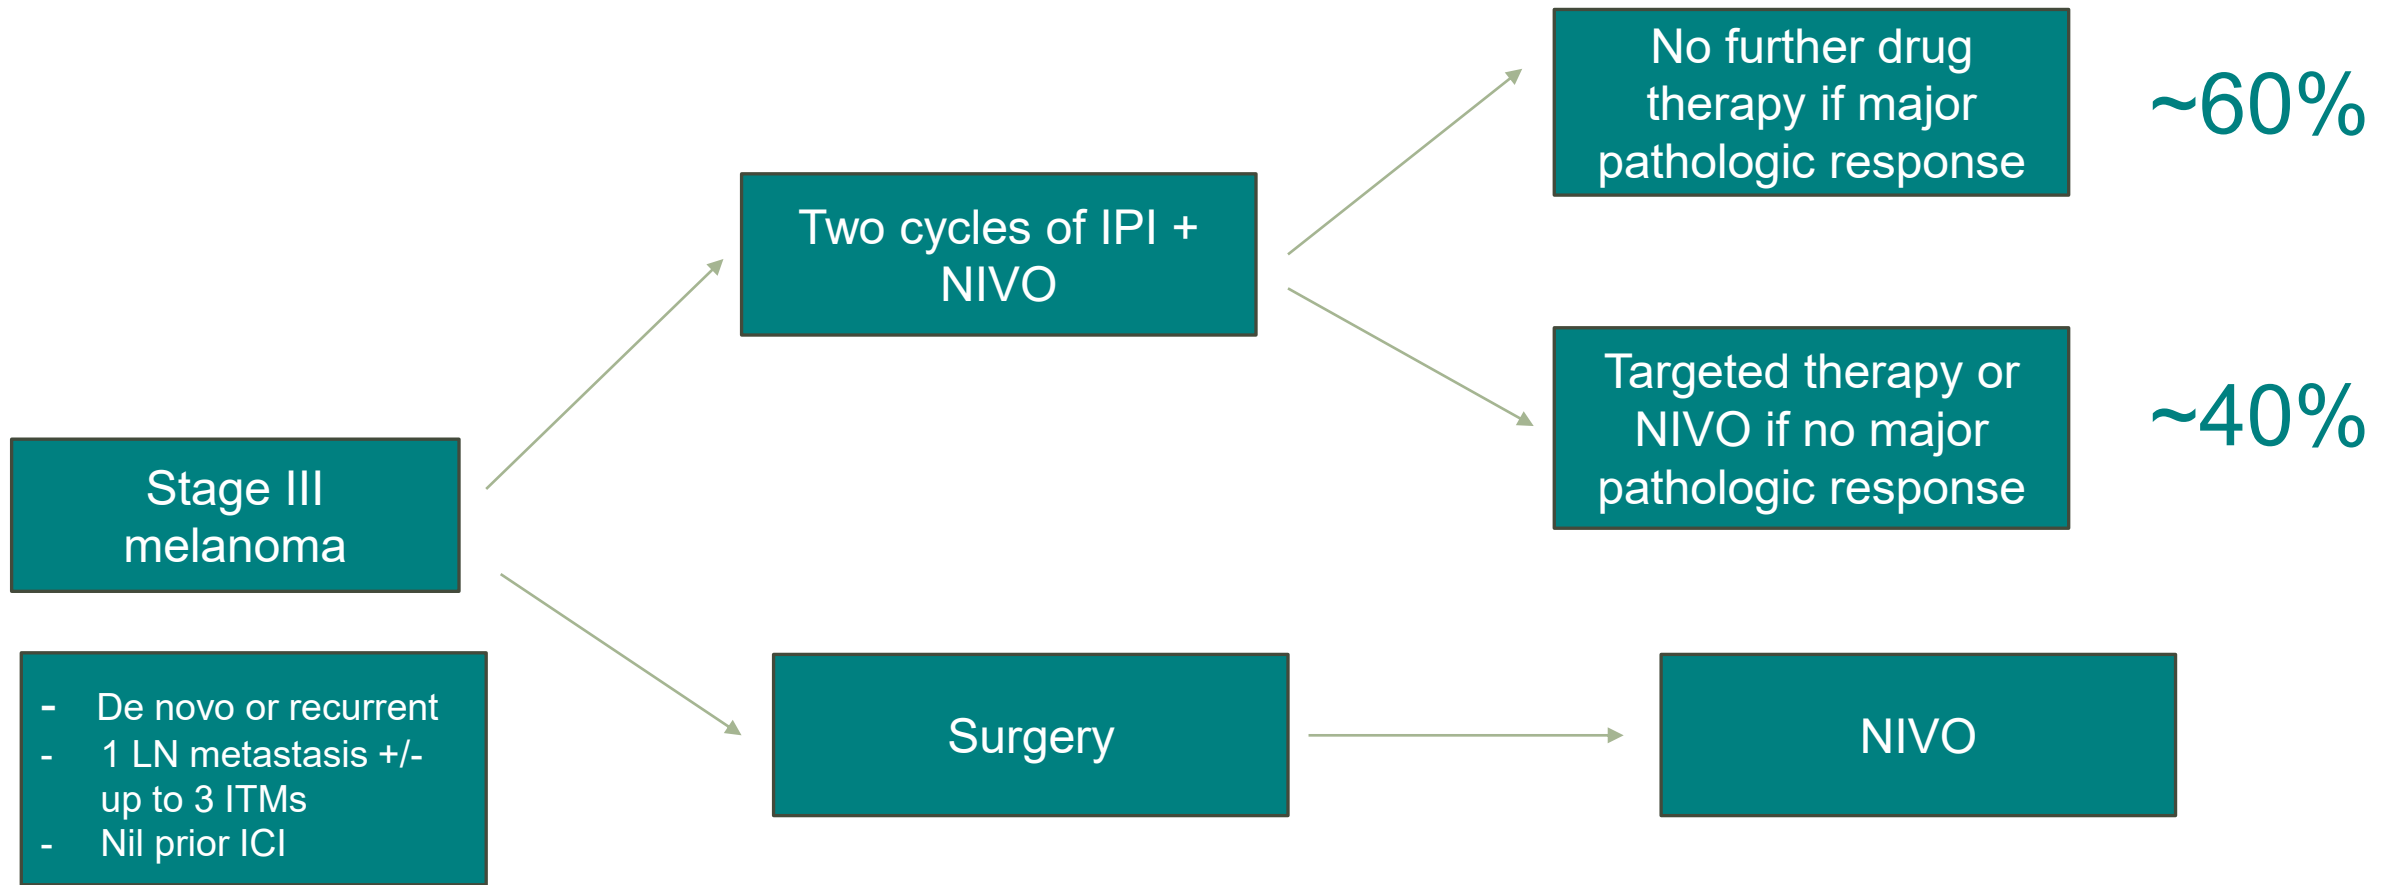 No further drug
therapy if major
pathologic response
~60%
Two cycles of IPI +
NIVO
Targeted therapy or
NIVO if no major
pathologic response
~40%
Stage III
melanoma
- De novo or recurrent
- 1 LN metastasis +/-
up to 3 ITMs
- Nil prior ICI
Surgery
NIVO